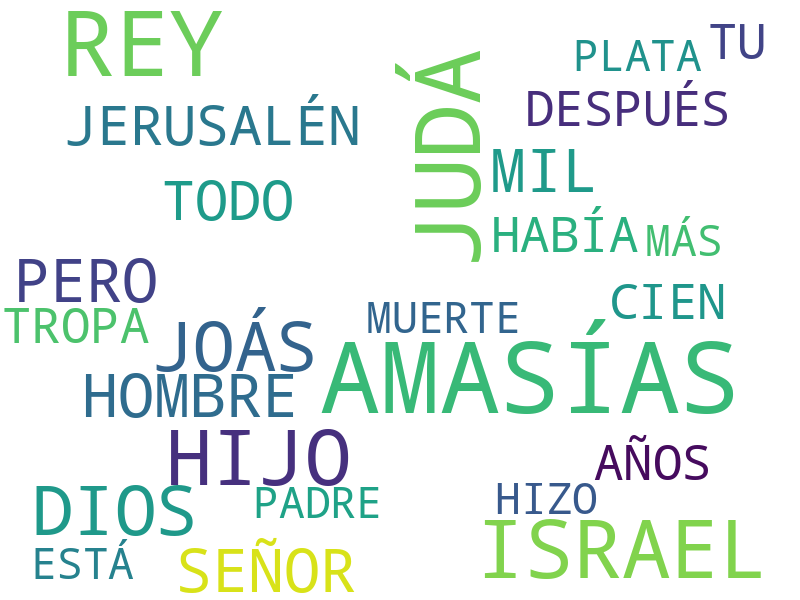 REY
TU
PLATA
JUDÁ
DESPUÉS
JERUSALÉN
MIL
TODO
HABÍA
MÁS
PERO
CIEN
TROPA
MUERTE
JOÁS
AMASÍAS
HOMBRE
HIJO
AÑOS
DIOS
PADRE
HIZO
ISRAEL
ESTÁ
SEÑOR